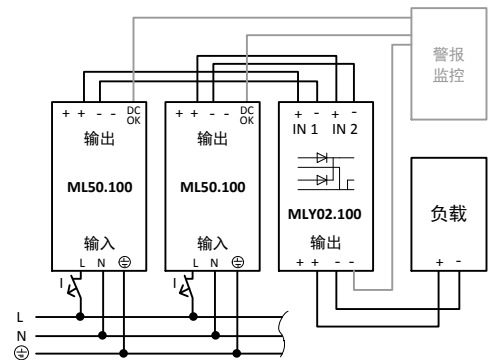 警报
监控
+ + - - DC OK
输出
ML50.100
输入
L N ⏚
I
+ + - - DC OK
输出
ML50.100
输入
L N ⏚
I
+ - + -
IN 1 IN 2
MLY02.100
输出
+ + - -
负载
+ -
L
N
⏚